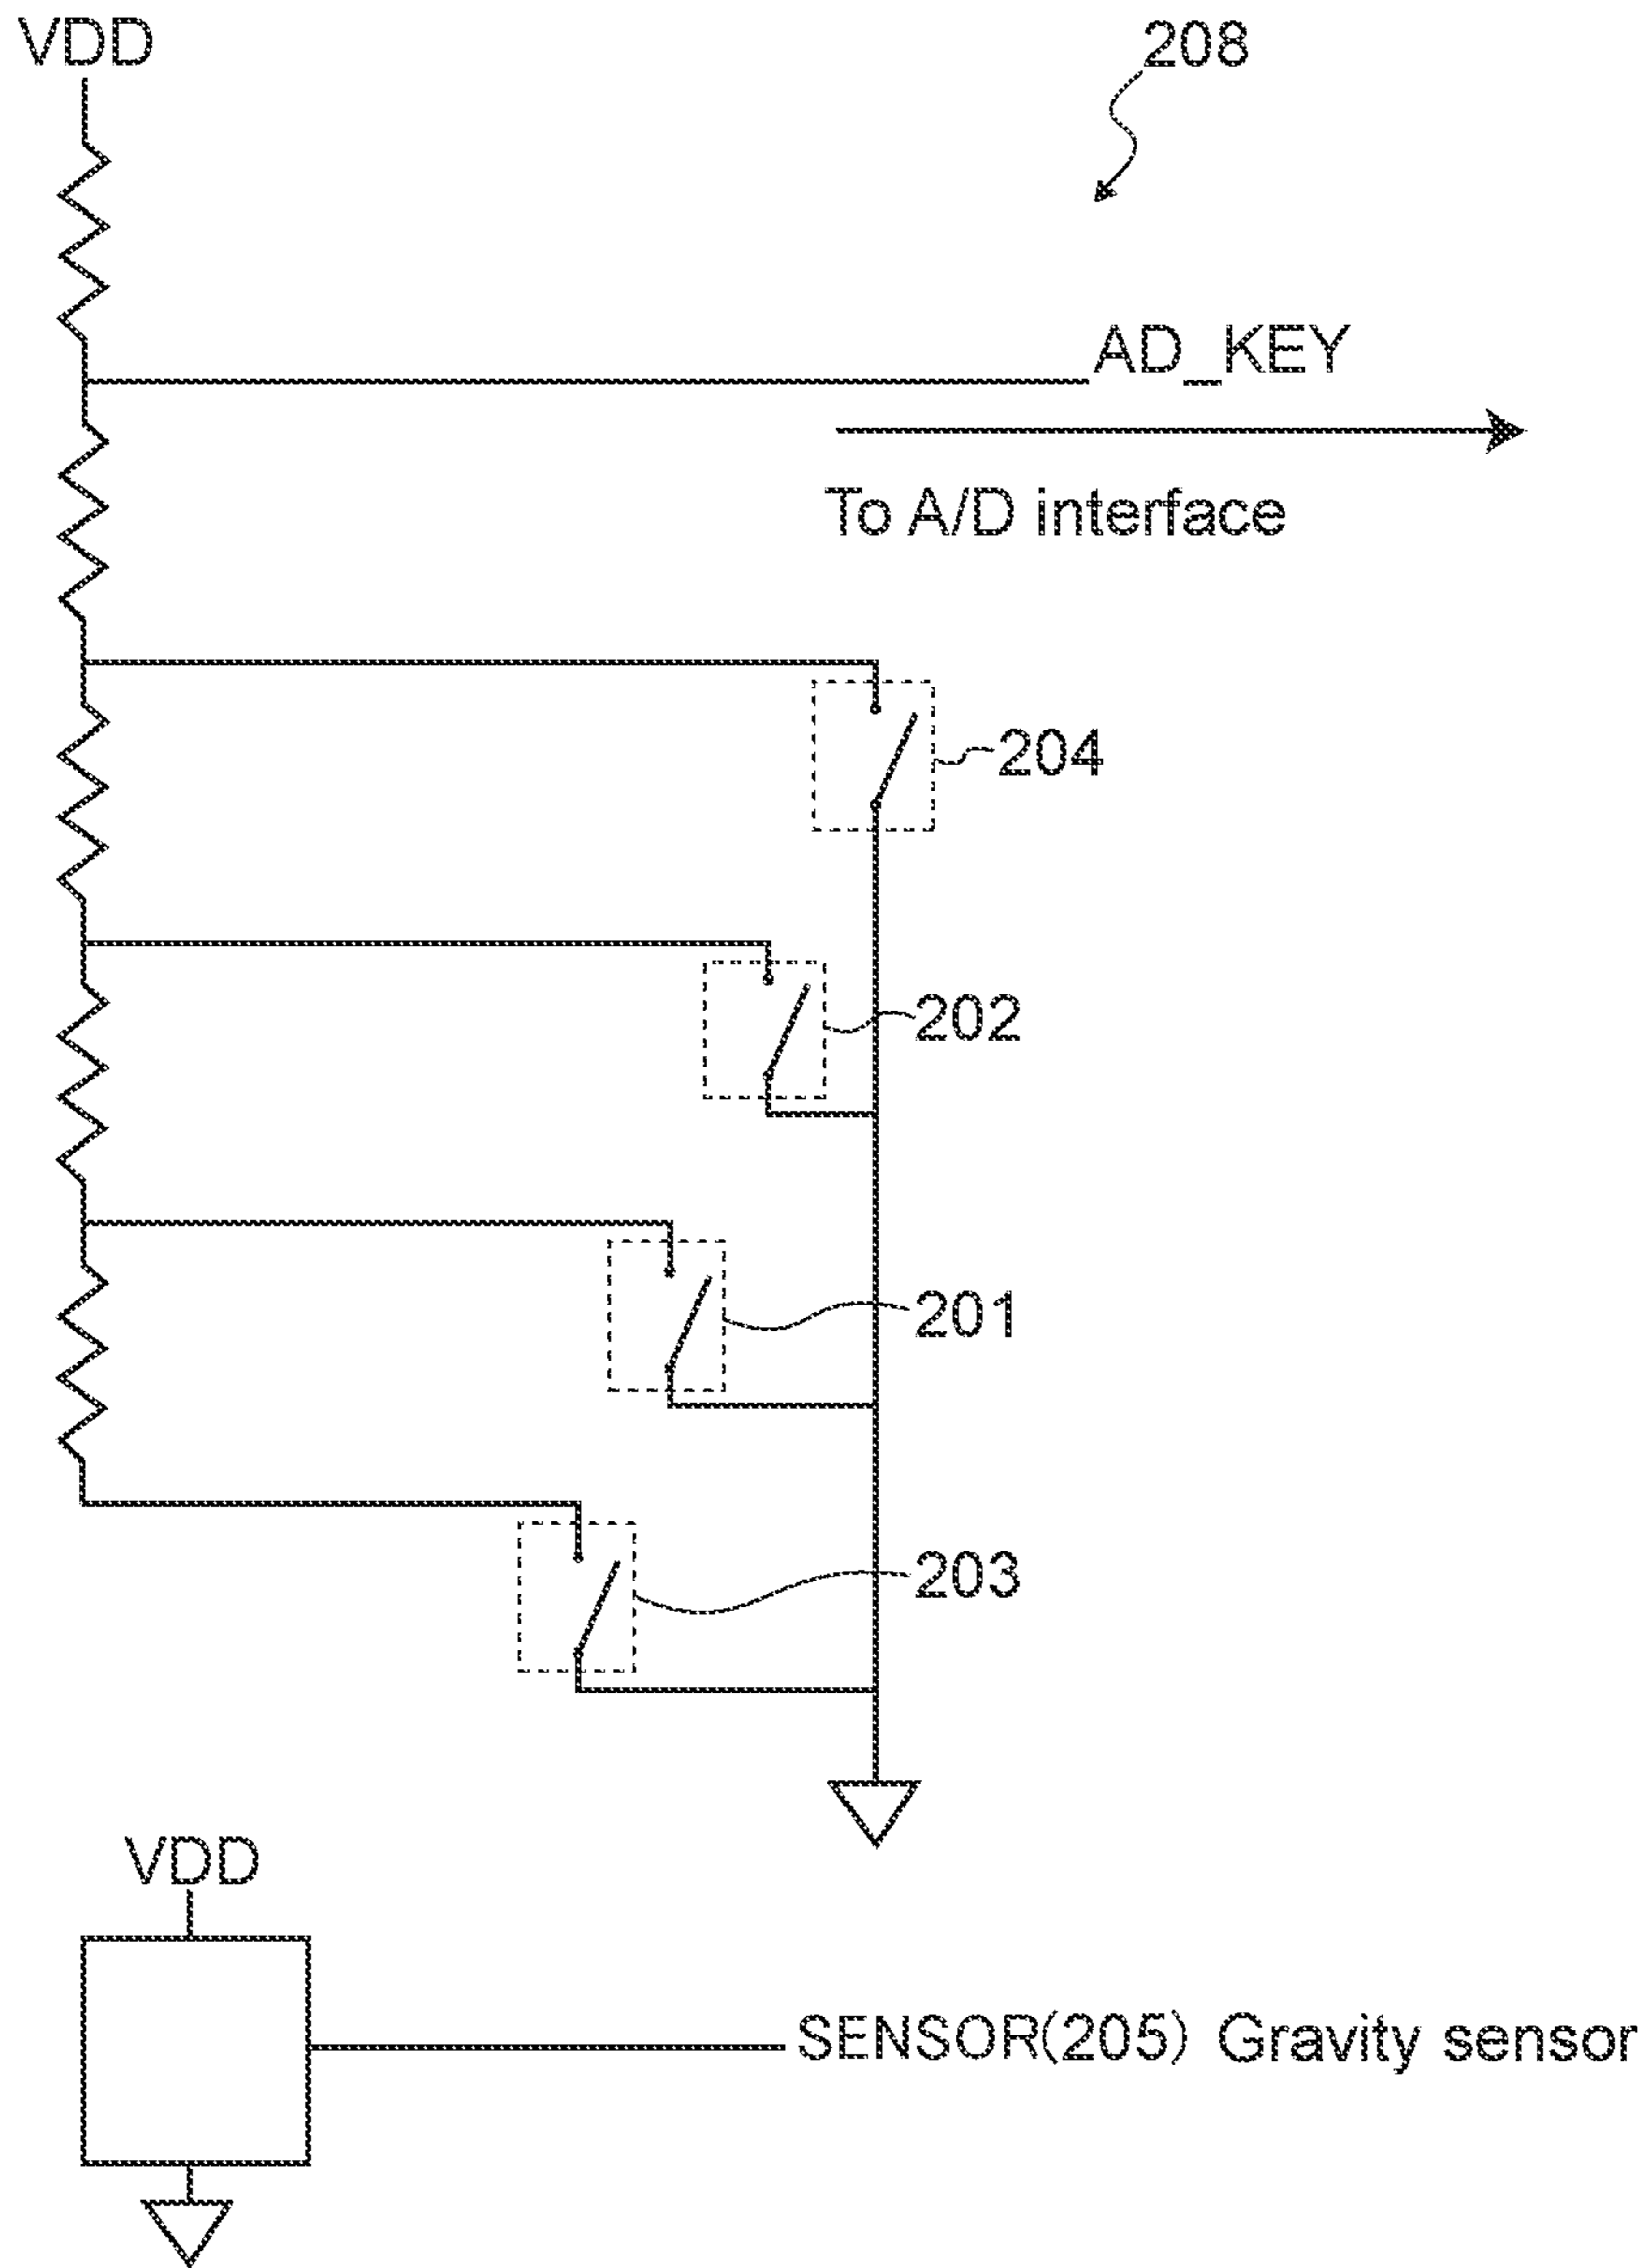 VDD
208
AD_KEY
To A/D interface
204
202
201
203
VDD
SENSOR(205) Gravity sensor